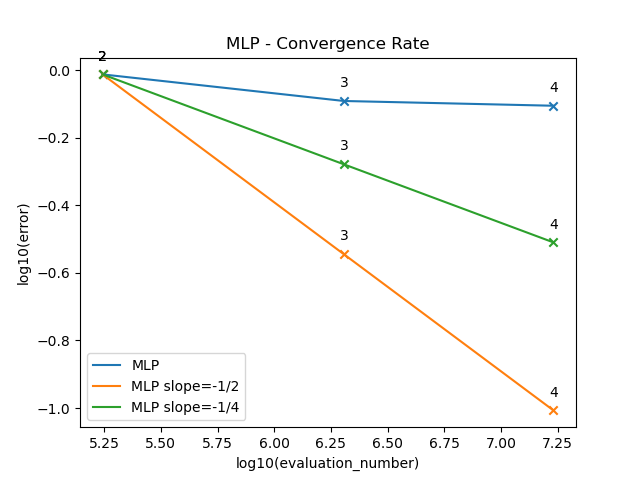 MLP - Convergence Rate
2
3
4
3
4
3
4
0.0
−0.2
−0.4
−0.6
−0.8
−1.0
log10(error)
MLP
MLP slope=-1/2
MLP slope=-1/4
5.25 5.50 5.75 6.00 6.25 6.50 6.75 7.00 7.25
log10(evaluation_number)